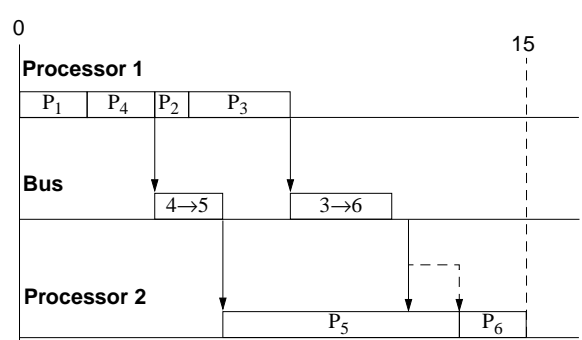 0
15
Processor 1
P₁ P₄ P₂ P₃
Bus
4→5 3→6
Processor 2
P₅ P₆